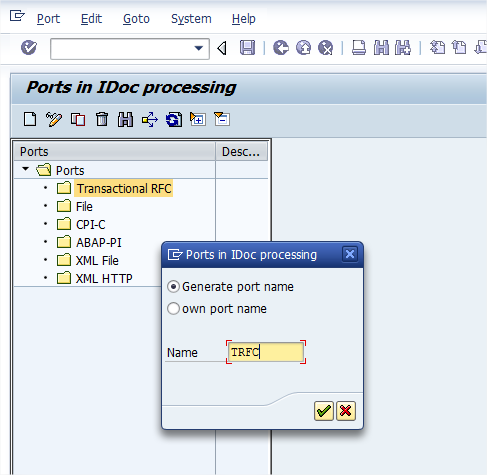 Port Edit Goto System Help
Ports in IDoc processing
Ports Desc...
Ports
Transactional RFC
File
CPI-C
ABAP-PI
XML File
XML HTTP
Ports in IDoc processing
Generate port name
own port name
Name TRFC